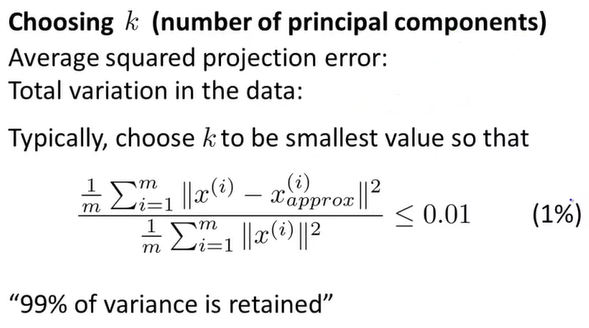 Choosing k (number of principal components)
Average squared projection error:
Total variation in the data:
Typically, choose k to be smallest value so that
\frac{\frac{1}{m} \sum_{i=1}^{m} \|x^{(i)} - x_{approx}^{(i)}\|^2}{\frac{1}{m} \sum_{i=1}^{m} \|x^{(i)}\|^2} \leq 0.01 (1%)
“99% of variance is retained”